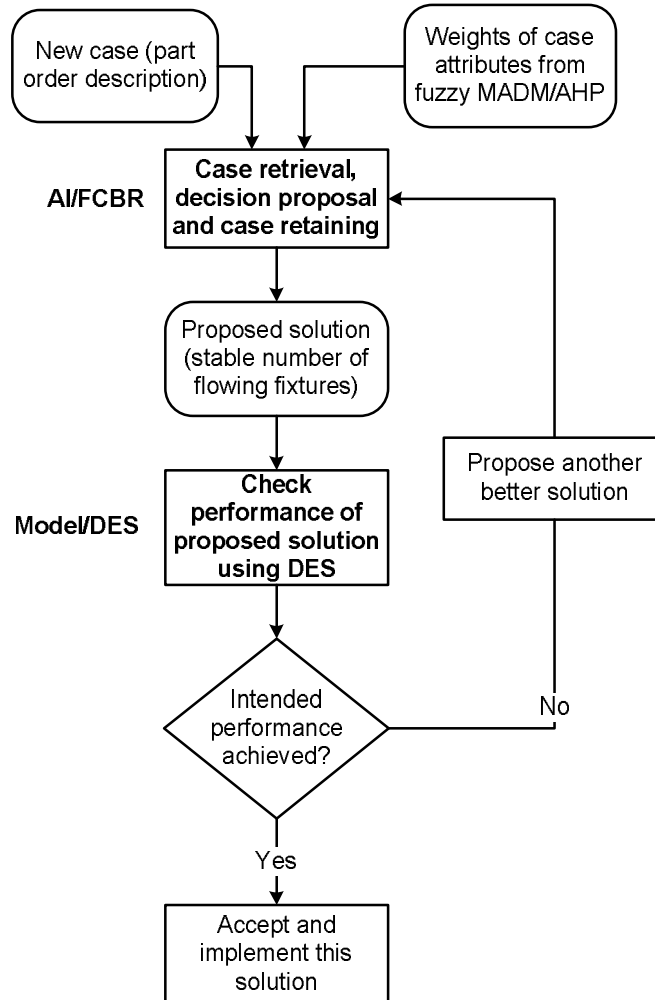 New case (part
order description)
Weights of case
attributes from
fuzzy MADM/AHP
AI/FCBR
Case retrieval,
decision proposal
and case retaining
Proposed solution
(stable number of
flowing fixtures)
Propose another
better solution
Model/DES
Check
performance of
proposed solution
using DES
Intended
performance
achieved?
No
Yes
Accept and
implement this
solution